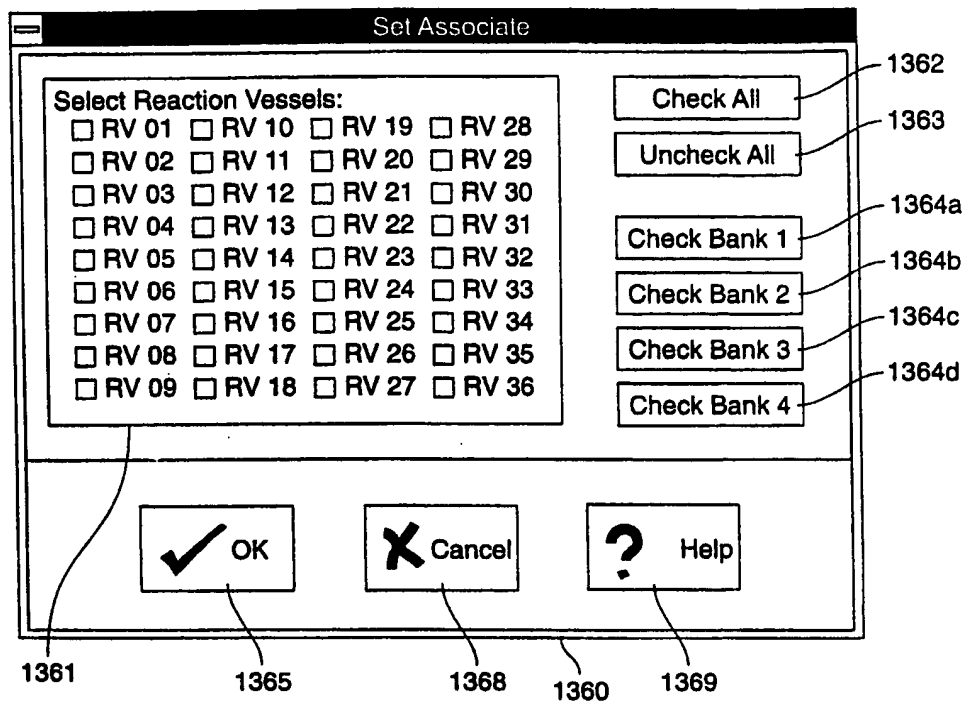 Set Associate
Select Reaction Vessels:
RV 01 RV 10 RV 19 RV 28
RV 02 RV 11 RV 20 RV 29
RV 03 RV 12 RV 21 RV 30
RV 04 RV 13 RV 22 RV 31
RV 05 RV 14 RV 23 RV 32
RV 06 RV 15 RV 24 RV 33
RV 07 RV 16 RV 25 RV 34
RV 08 RV 17 RV 26 RV 35
RV 09 RV 18 RV 27 RV 36
Check All
1362
Uncheck All
1363
Check Bank 1
1364a
Check Bank 2
1364b
Check Bank 3
1364c
Check Bank 4
1364d
OK
Cancel
? Help
1361
1365
1368
1360
1369